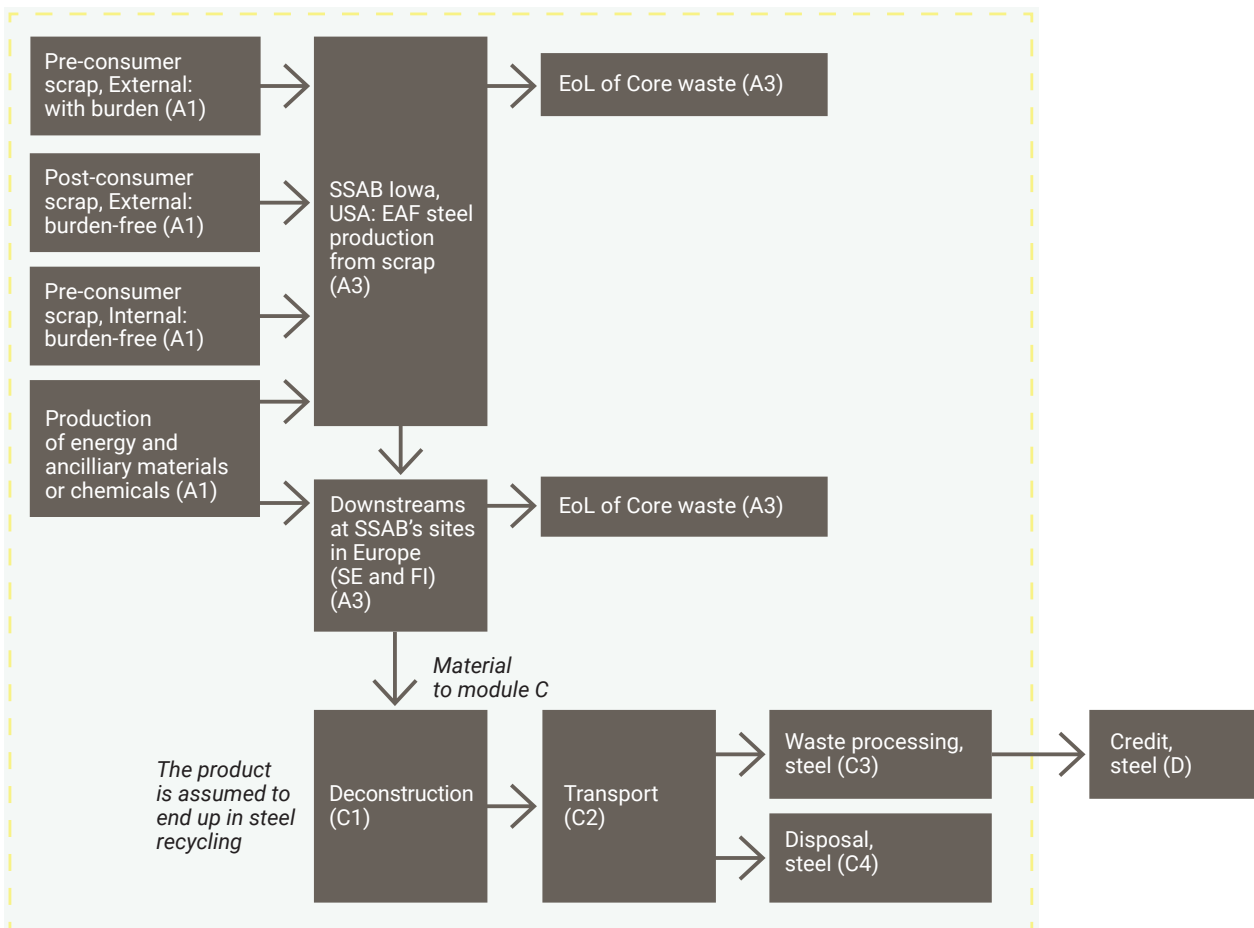 Pre-consumer
scrap, External:
with burden (A1)
EoL of Core waste (A3)
Post-consumer
scrap, External:
burden-free (A1)
SSAB Iowa,
USA: EAF steel
production
from scrap
(A3)
Pre-consumer
scrap, Internal:
burden-free (A1)
Production
of energy and
ancilliary materials
or chemicals (A1)
Downstreams
at SSAB's sites
in Europe
(SE and FI)
(A3)
EoL of Core waste (A3)
Material
to module C
The product
is assumed to
end up in steel
recycling
Deconstruction
(C1)
Transport
(C2)
Waste processing,
steel (C3)
Credit,
steel (D)
Disposal,
steel (C4)